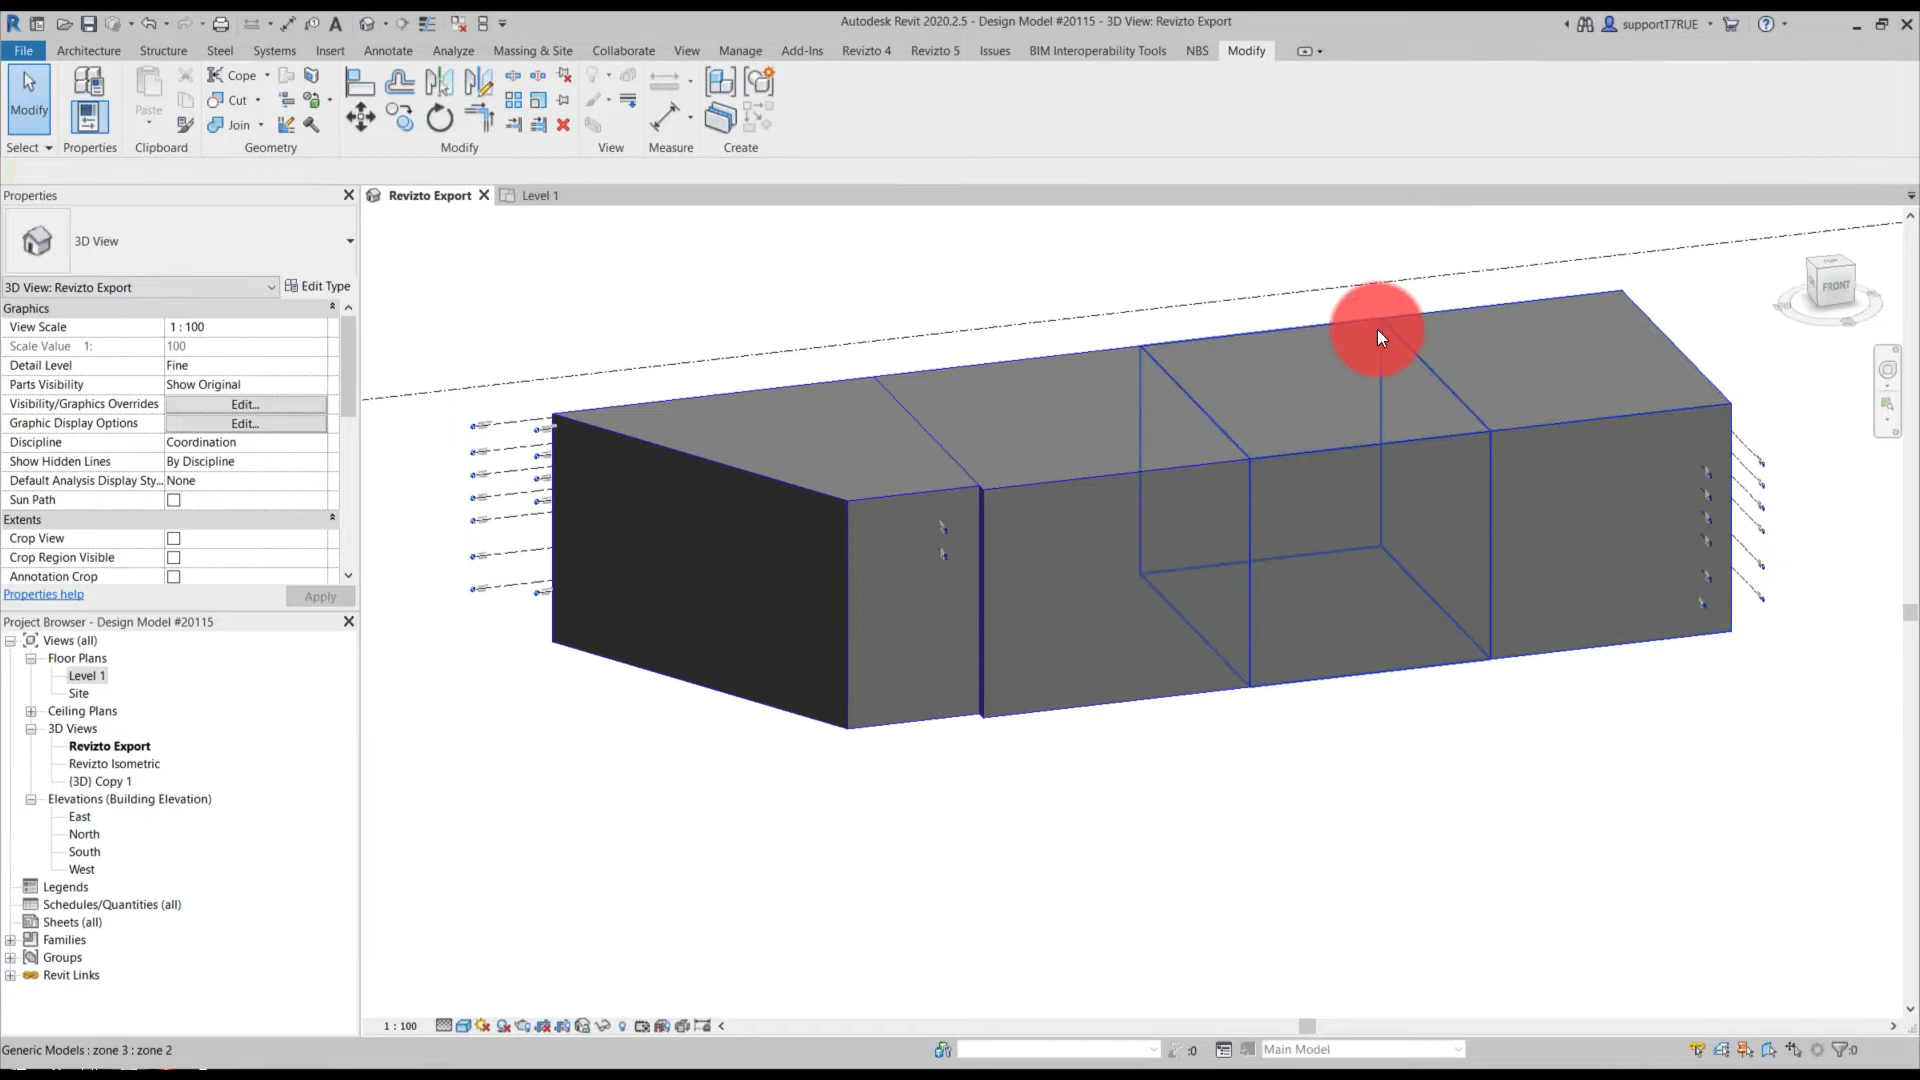 Autodesk Revit 2020.2.5 - Design Model #20115 - 3D View: Revizto Export
supportT7RUE
File Architecture Structure Steel Systems Insert Annotate Analyze Massing & Site Collaborate View Manage Add-Ins Revizto 4 Revizto 5 Issues BIM Interoperability Tools NBS Modify
Modify
Paste
Cope
Cut
Join
Select Properties Clipboard Geometry Modify View Measure Create
Properties
Revizto Export
Level 1
3D View
3D View: Revizto Export
Edit Type
Graphics
View Scale 1 : 100
Scale Value 1: 100
Detail Level Fine
Parts Visibility Show Original
Visibility/Graphics Overrides Edit...
Graphic Display Options Edit...
Discipline Coordination
Show Hidden Lines By Discipline
Default Analysis Display Sty... None
Sun Path
Extents
Crop View
Crop Region Visible
Annotation Crop
Properties help
Apply
Project Browser - Design Model #20115
Views (all)
Floor Plans
Level 1
Site
Ceiling Plans
3D Views
Revizto Export
Revizto Isometric
{3D} Copy 1
Elevations (Building Elevation)
East
North
South
West
Legends
Schedules/Quantities (all)
Sheets (all)
Families
Groups
Revit Links
FRONT
1 : 100
Generic Models : zone 3 : zone 2
:0
Main Model
:0